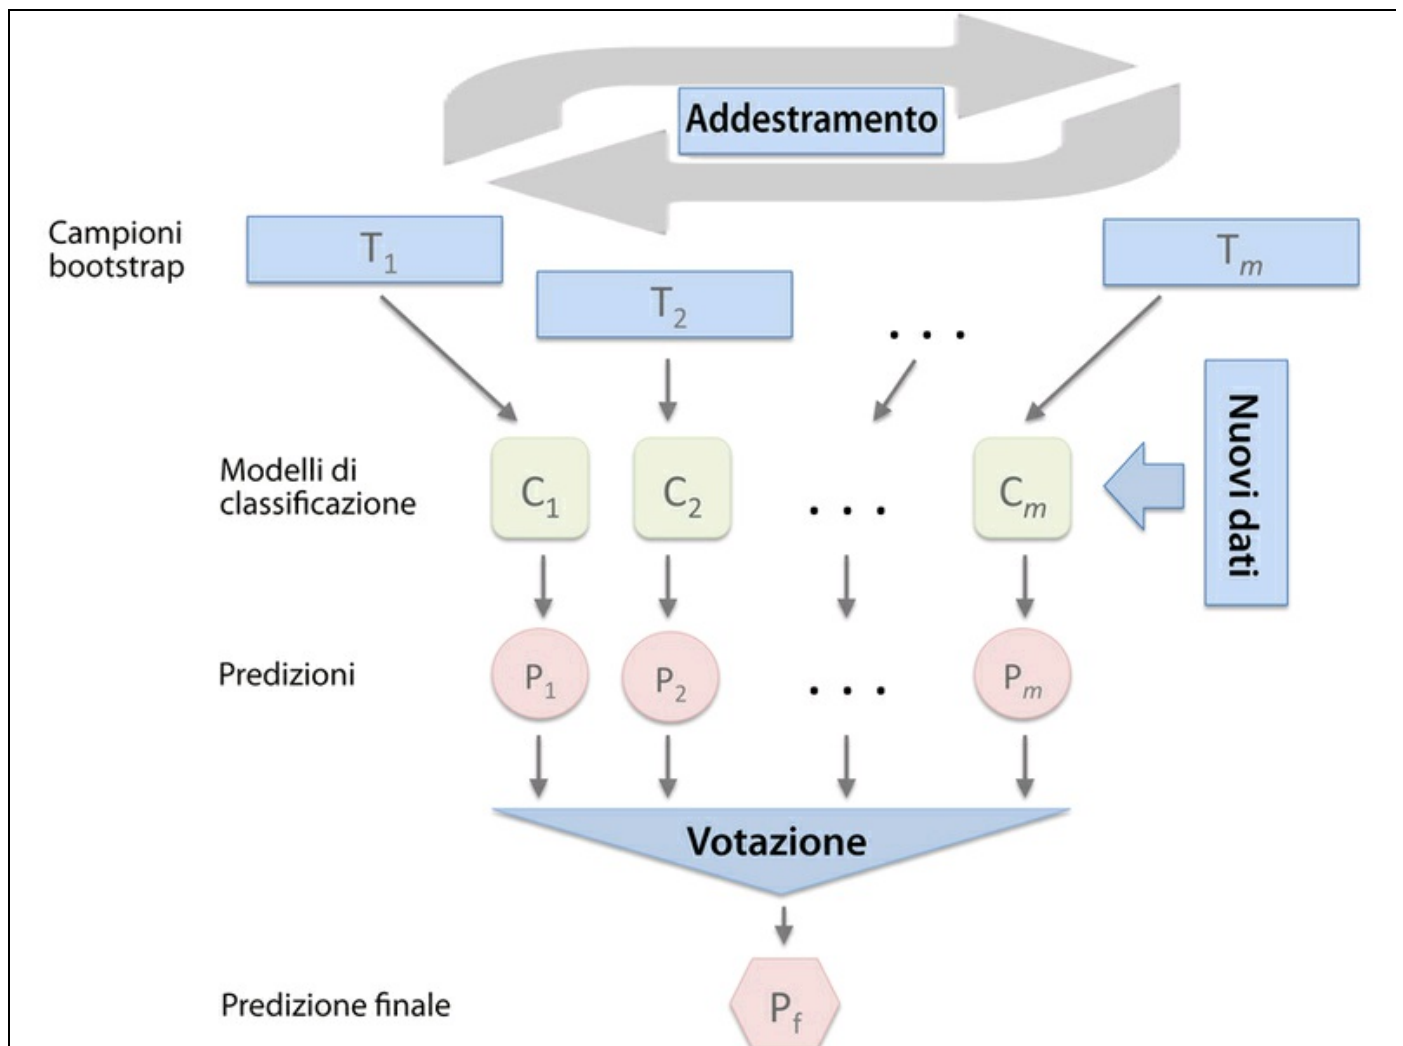 Addestramento
Campioni
bootstrap
T1
T2
. . .
Tm
Nuovi dati
Modelli di
classificazione
C1
C2
. . .
Cm
Predizioni
P1
P2
. . .
Pm
Votazione
Predizione finale
Pf